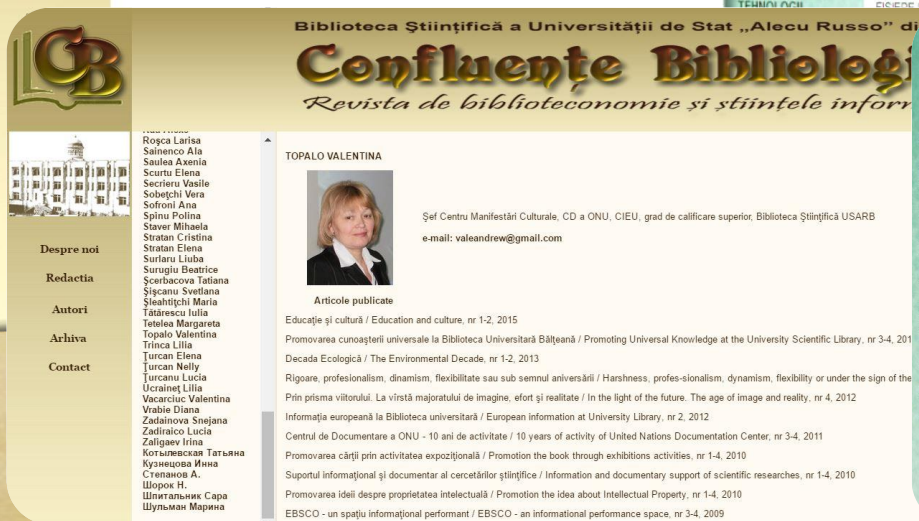 TEHNOLOGII
Biblioteca Științifică a Universității de Stat „Alecu Russo” di
LCB
Confluențe Bibliologi
Revista de biblioteconomie și științele inform
Despre noi
Redactia
Autori
Arhiva
Contact
Roşca Larisa
Sainenco Ala
Saulea Axenia
Scurtu Elena
Secrieru Vasile
Sobeţchi Vera
Sofroni Ana
Spînu Polina
Staver Mihaela
Stratan Cristina
Stratan Elena
Surlaru Liuba
Surugiu Beatrice
Şcerbacova Tatiana
Şişcanu Svetlana
Şleahtiţchi Maria
Tătărescu Iulia
Tetelea Margareta
Topalo Valentina
Trinca Lilia
Ţurcan Elena
Ţurcan Nelly
Ţurcanu Lucia
Ucraineţ Lilia
Vacarciuc Valentina
Vrabie Diana
Zadainova Snejana
Zadiraico Lucia
Zaligaev Irina
Котылевская Татьяна
Кузнецова Инна
Степанов А.
Шорок Н.
Шпитальник Сара
Шульман Марина
TOPALO VALENTINA
Şef Centru Manifestări Culturale, CD a ONU, CIEU, grad de calificare superior, Biblioteca Ştiinţifică USARB
e-mail: valeandrew@gmail.com
Articole publicate
Educație și cultură / Education and culture, nr 1-2, 2015
Promovarea cunoașterii universale la Biblioteca Universitară Bălțeană / Promoting Universal Knowledge at the University Scientific Library, nr 3-4, 201
Decada Ecologică / The Environmental Decade, nr 1-2, 2013
Rigoare, profesionalism, dinamism, flexibilitate sau sub semnul aniversării / Harshness, profes-sionalism, dynamism, flexibility or under the sign of the
Prin prisma viitorului. La vîrstă majoratului de imagine, efort şi realitate / In the light of the future. The age of image and reality, nr 4, 2012
Informaţia europeană la Biblioteca universitară / European information at University Library, nr 2, 2012
Centrul de Documentare a ONU - 10 ani de activitate / 10 years of activity of United Nations Documentation Center, nr 3-4, 2011
Promovarea cărţii prin activitatea expoziţională / Promotion the book through exhibitions activities, nr 1-4, 2010
Suportul informaţional şi documentar al cercetărilor ştiinţifice / Information and documentary support of scientific researches, nr 1-4, 2010
Promovarea ideii despre proprietatea intelectuală / Promotion the idea about Intellectual Property, nr 1-4, 2010
EBSCO - un spaţiu informaţional performant / EBSCO - an informational performance space, nr 3-4, 2009